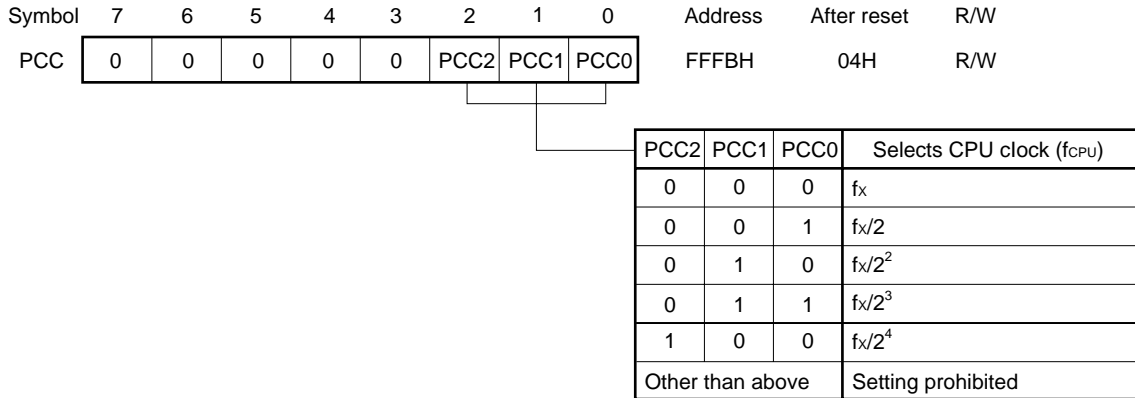 Symbol 7 6 5 4 3 2 1 0 Address After reset R/W
PCC 0 0 0 0 0 PCC2 PCC1 PCC0 FFFBH 04H R/W
PCC2 PCC1 PCC0 Selects CPU clock (fCPU)
0 0 0 fX
0 0 1 fX/2
0 1 0 fX/2²
0 1 1 fX/2³
1 0 0 fX/2⁴
Other than above Setting prohibited